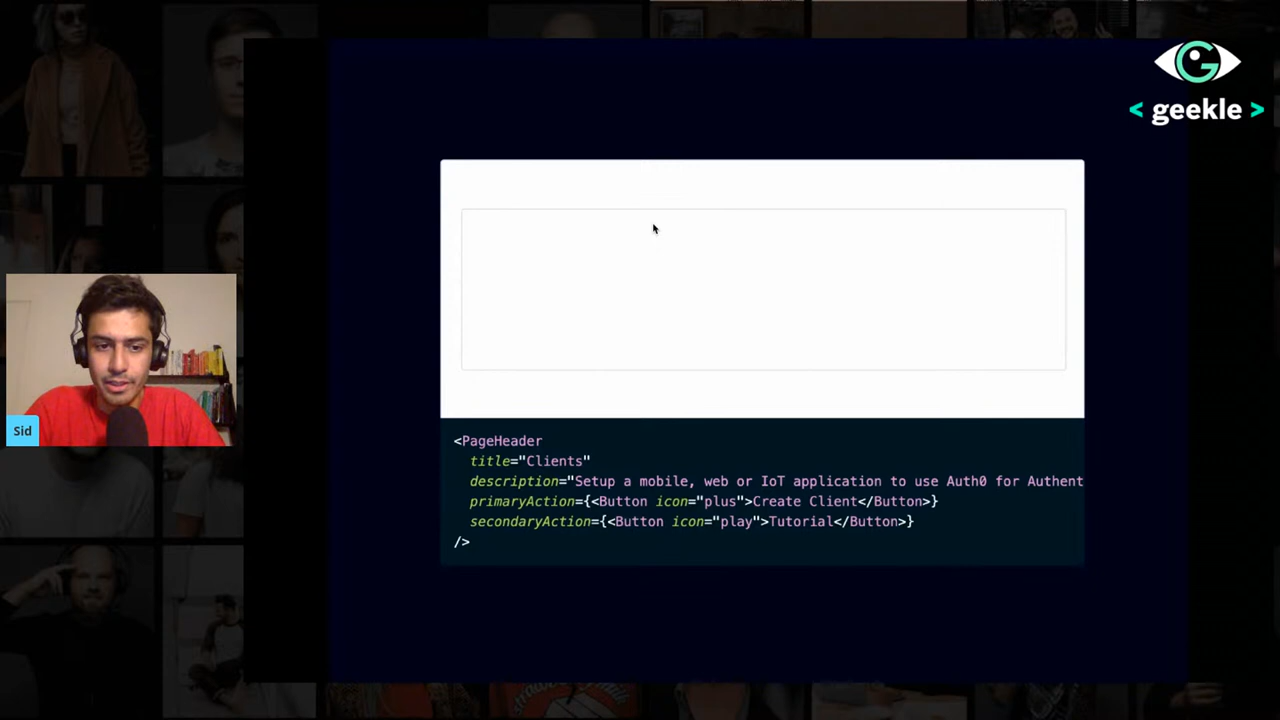 < geekle >
Sid
<PageHeader
title="Clients"
description="Setup a mobile, web or IoT application to use Auth0 for Authent
primaryAction={<Button icon="plus">Create Client</Button>}
secondaryAction={<Button icon="play">Tutorial</Button>}
/>